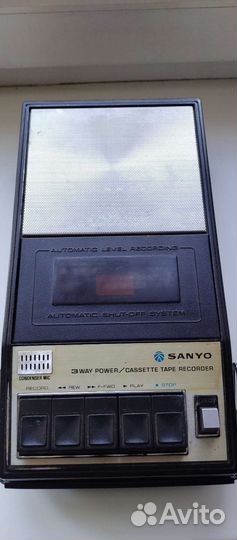 AUTOMATIC LEVEL RECORDING
AUTOMATIC SHUT-OFF SYSTEM
CONDENSER MIC
SANYO
3 WAY POWER/CASSETTE TAPE RECORDER
RECORD ◄◄ REW ►► F-FWD ► PLAY ■ STOP
Avito